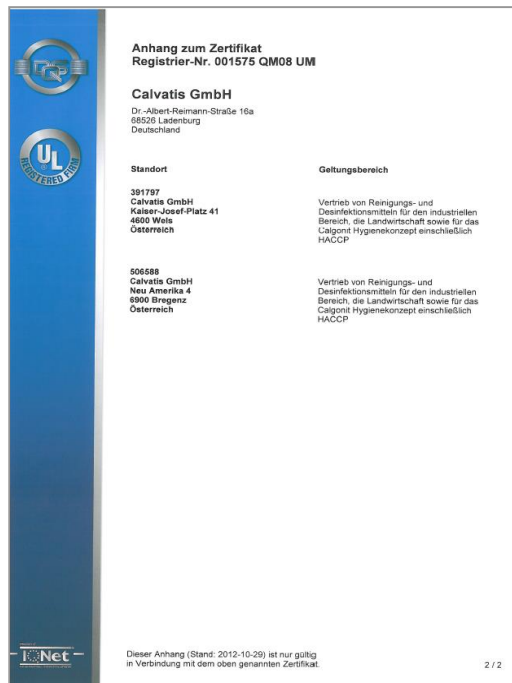 DQS
UL
®
REGISTERED FIRM
Anhang zum Zertifikat
Registrier-Nr. 001575 QM08 UM
Calvatis GmbH
Dr.-Albert-Reimann-Straße 16a
68526 Ladenburg
Deutschland
Standort
Geltungsbereich
391797
Calvatis GmbH
Kaiser-Josef-Platz 41
4600 Wels
Österreich
Vertrieb von Reinigungs- und
Desinfektionsmitteln für den industriellen
Bereich, die Landwirtschaft sowie für das
Calgonit Hygienekonzept einschließlich
HACCP
506588
Calvatis GmbH
Neu Amerika 4
6900 Bregenz
Österreich
Vertrieb von Reinigungs- und
Desinfektionsmitteln für den industriellen
Bereich, die Landwirtschaft sowie für das
Calgonit Hygienekonzept einschließlich
HACCP
IQNet
Dieser Anhang (Stand: 2012-10-29) ist nur gültig
in Verbindung mit dem oben genannten Zertifikat.
2 / 2